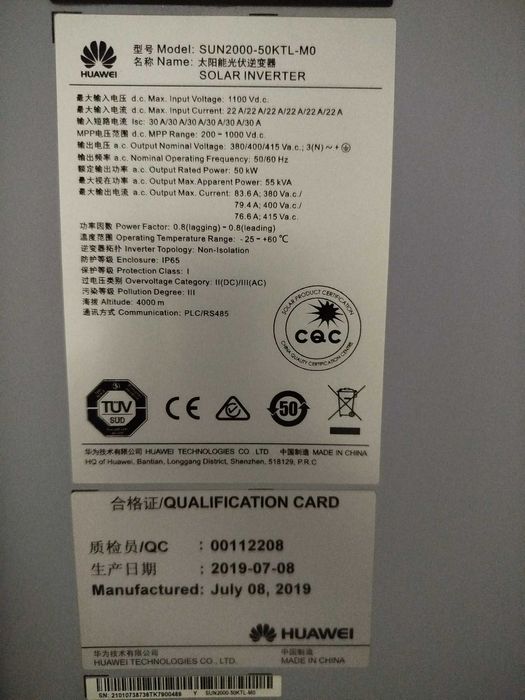 HUAWEI
型号 Model: SUN2000-50KTL-M0
名称 Name: 太阳能光伏逆变器
SOLAR INVERTER
最大输入电压 d.c. Max. Input Voltage: 1100 Vd.c.
最大输入电流 d.c. Max. Input Current: 22 A/22 A/22 A/22 A/22 A/22 A
输入短路电流 Isc: 30 A/30 A/30 A/30 A/30 A/30 A
MPP电压范围 d.c. MPP Range: 200 ~ 1000 Vd.c.
输出电压 a.c. Output Nominal Voltage: 380/400/415 Va.c.; 3(N)~+
输出频率 a.c. Nominal Operating Frequency: 50/60 Hz
额定输出功率 a.c. Output Rated Power: 50 kW
最大视在功率 a.c. Output Max. Apparent Power: 55 kVA
最大输出电流 a.c. Output Max. Current: 83.6 A; 380 Va.c./
79.4 A; 400 Va.c./
76.6 A; 415 Va.c.
功率因数 Power Factor: 0.8(lagging) ~ 0.8(leading)
温度范围 Operating Temperature Range: -25 ~ +60℃
逆变器拓扑 Inverter Topology: Non-Isolation
防护等级 Enclosure: IP65
保护等级 Protection Class: I
过电压类别 Overvoltage Category: II(DC)/III(AC)
污染等级 Pollution Degree: III
海拔 Altitude: 4000 m
通讯方式 Communication: PLC/RS485
SOLAR PRODUCT CERTIFICATION
CQC
CHINA QUALITY CERTIFICATION CENTRE
TÜV
SÜD
CE
50
华为技术有限公司 HUAWEI TECHNOLOGIES CO., LTD 中国制造 MADE IN CHINA
HQ of Huawei, Bantian, Longgang District, Shenzhen, 518129, P.R.C
合格证/QUALIFICATION CARD
质检员/QC : 00112208
生产日期 : 2019-07-08
Manufactured: July 08, 2019
HUAWEI
华为技术有限公司 中国制造
HUAWEI TECHNOLOGIES CO., LTD. MADE IN CHINA
SN: 21010738738TK7900489 Y SUN2000-50KTL-M0